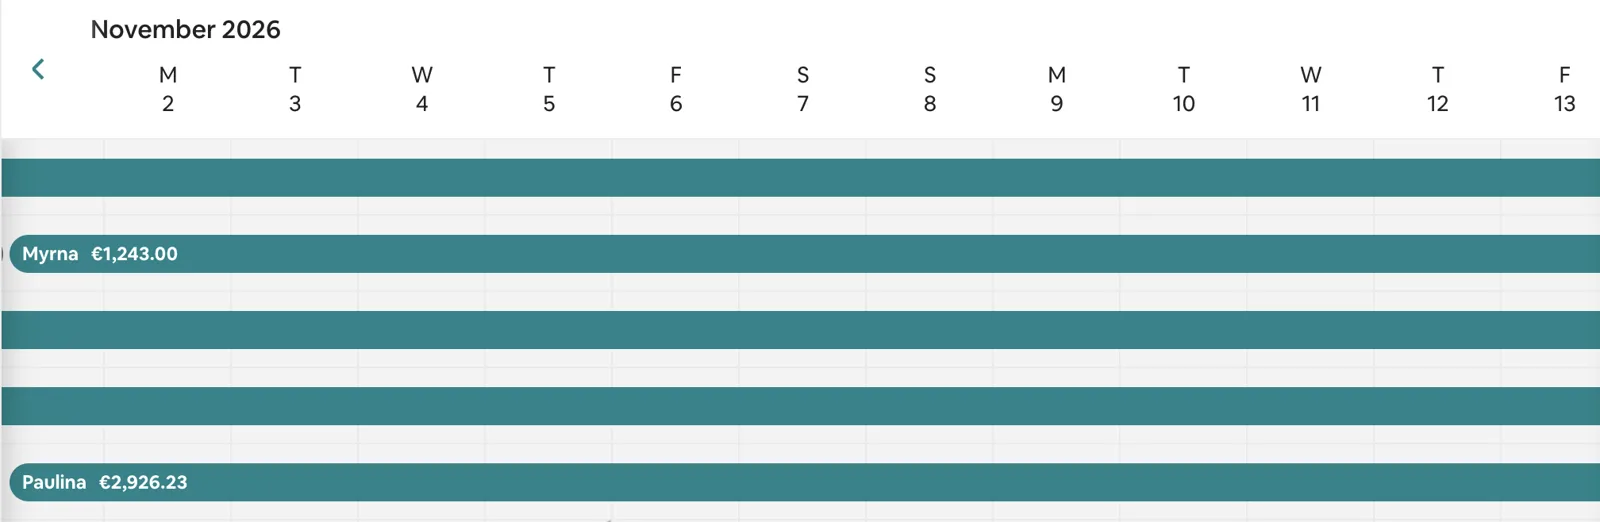 November 2026
M T W T F S S M T W T F
2 3 4 5 6 7 8 9 10 11 12 13
Myrna €1,243.00
Paulina €2,926.23